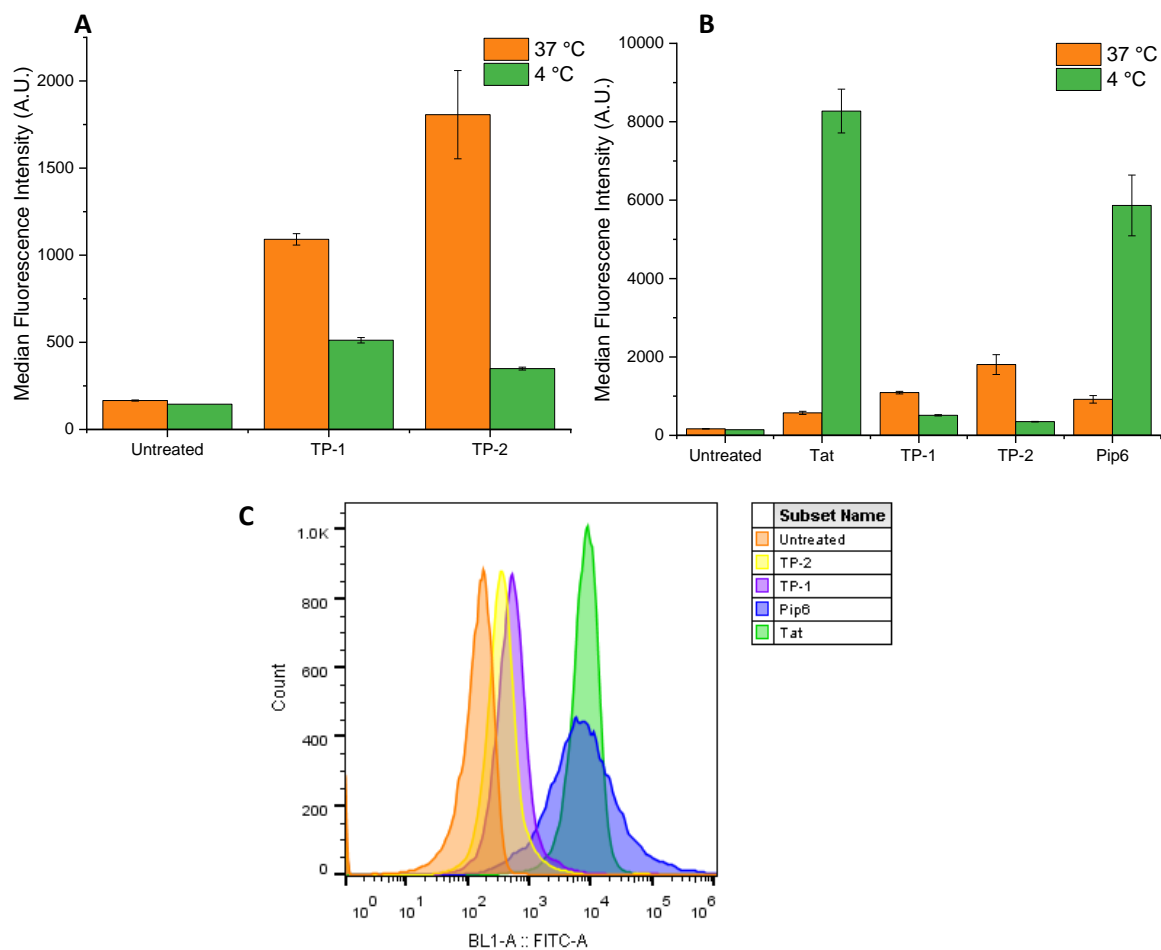 A
37 °C
4 °C
Median Fluorescence Intensity (A.U.)
2000
1500
1000
500
0
Untreated
TP-1
TP-2
B
37 °C
4 °C
Median Fluorescene Intensity (A.U.)
10000
8000
6000
4000
2000
0
Untreated
Tat
TP-1
TP-2
Pip6
C
Count
1.0K
800
600
400
200
0
10^0
10^1
10^2
10^3
10^4
10^5
10^6
BL1-A :: FITC-A
Subset Name
Untreated
TP-2
TP-1
Pip6
Tat